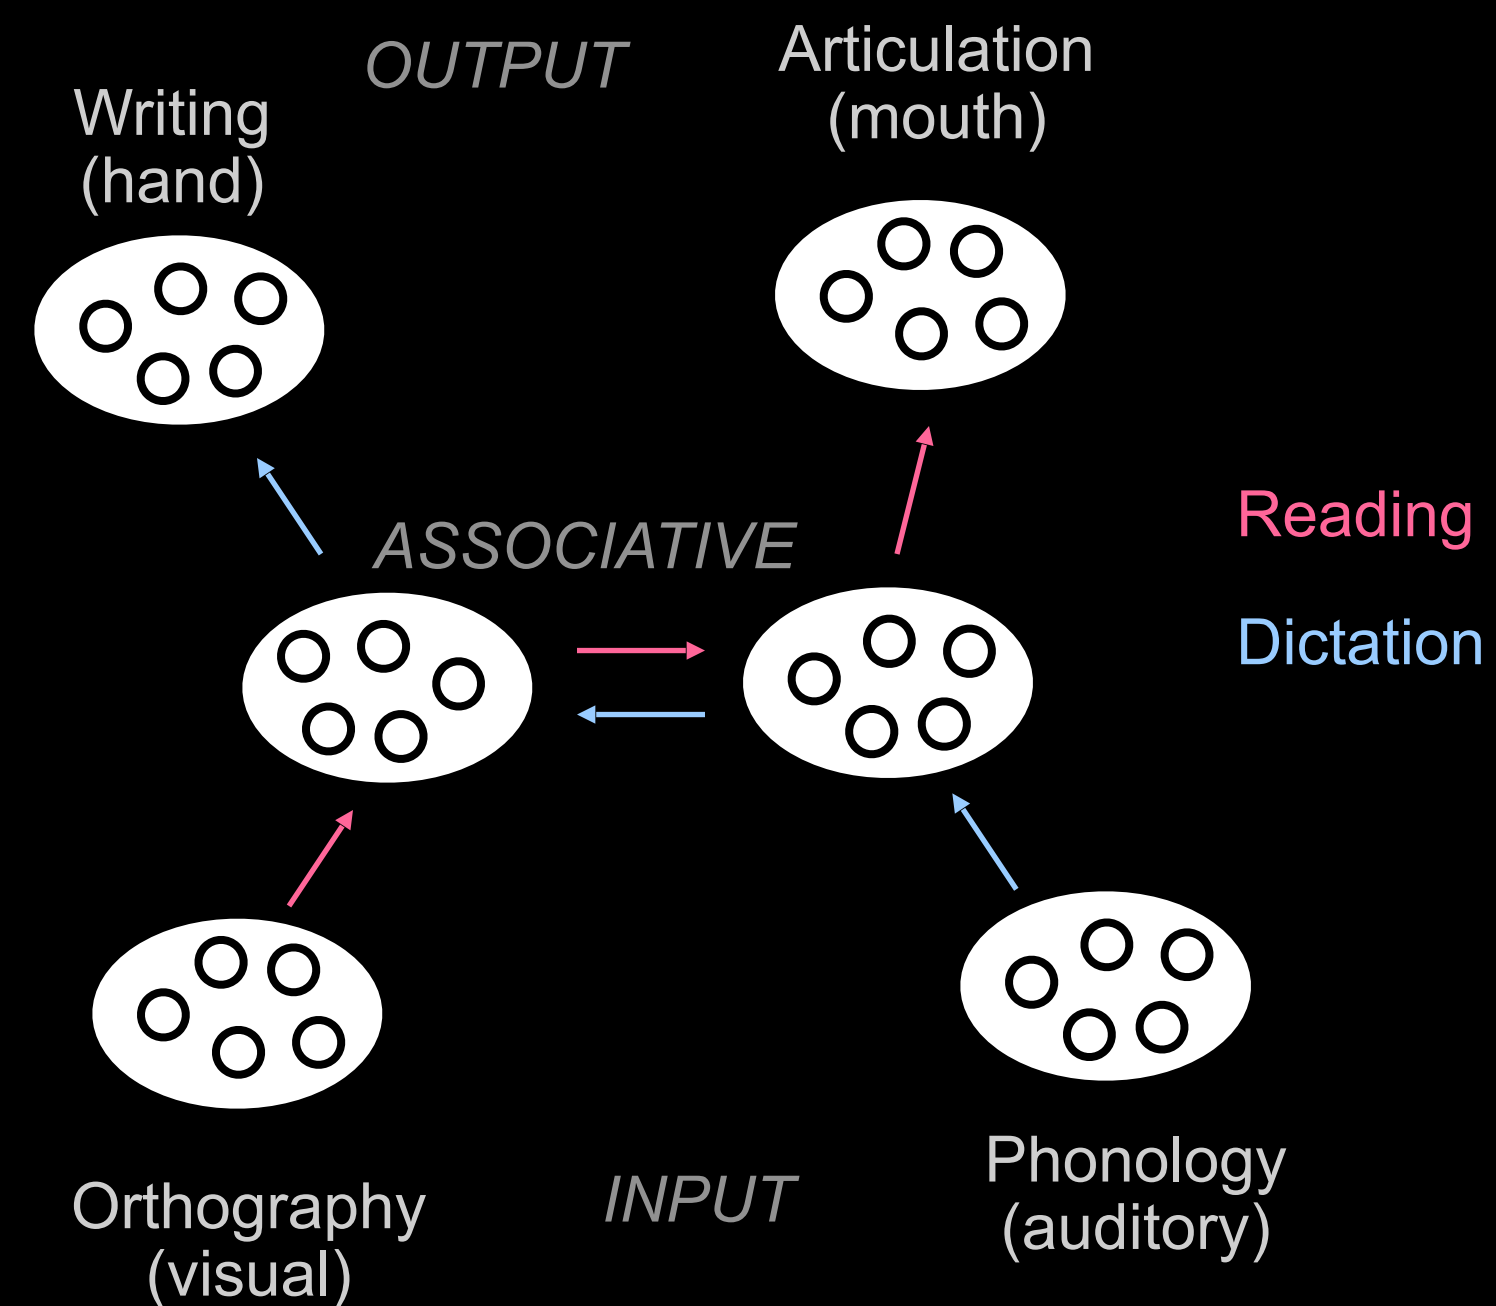 OUTPUT
Articulation
(mouth)
Writing
(hand)
ASSOCIATIVE
Reading
Dictation
Orthography
(visual)
INPUT
Phonology
(auditory)